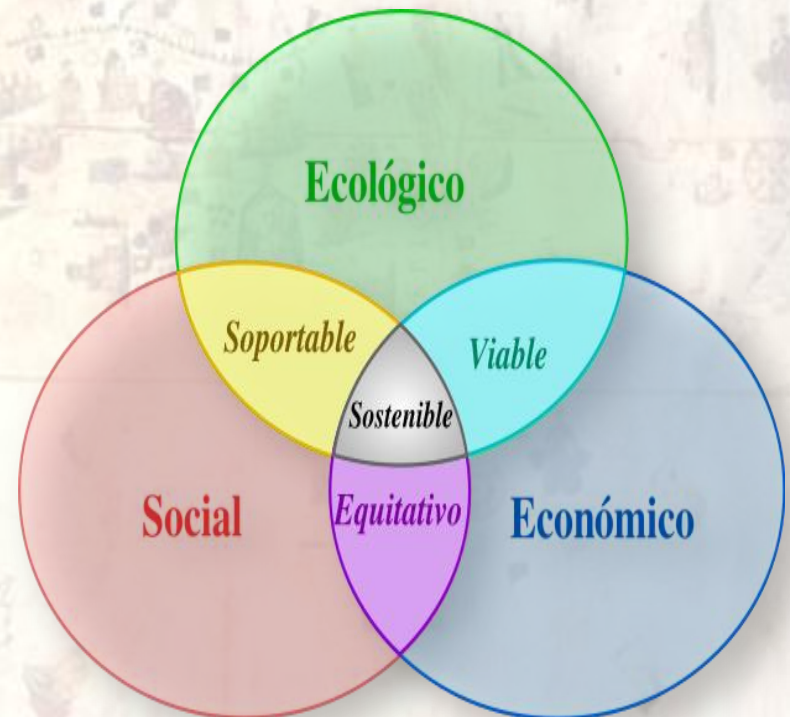 Ecológico
Soportable
Viable
Sostenible
Social
Equitativo
Económico